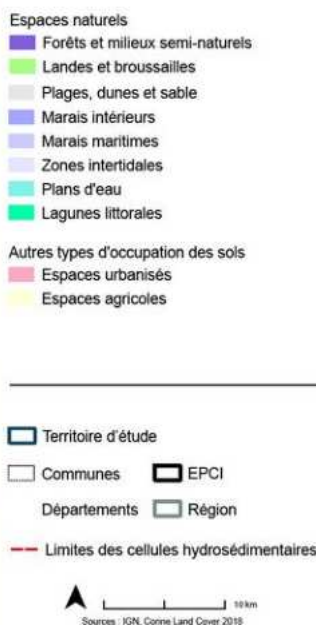 Espaces naturels
Forêts et milieux semi-naturels
Landes et broussailles
Plages, dunes et sable
Marais intérieurs
Marais maritimes
Zones intertidales
Plans d'eau
Lagunes littorales
Autres types d'occupation des sols
Espaces urbanisés
Espaces agricoles
Territoire d'étude
Communes EPCI
Départements Région
Limites des cellules hydrosédimentaires
10 km
Sources : IGN, Corine Land Cover 2018